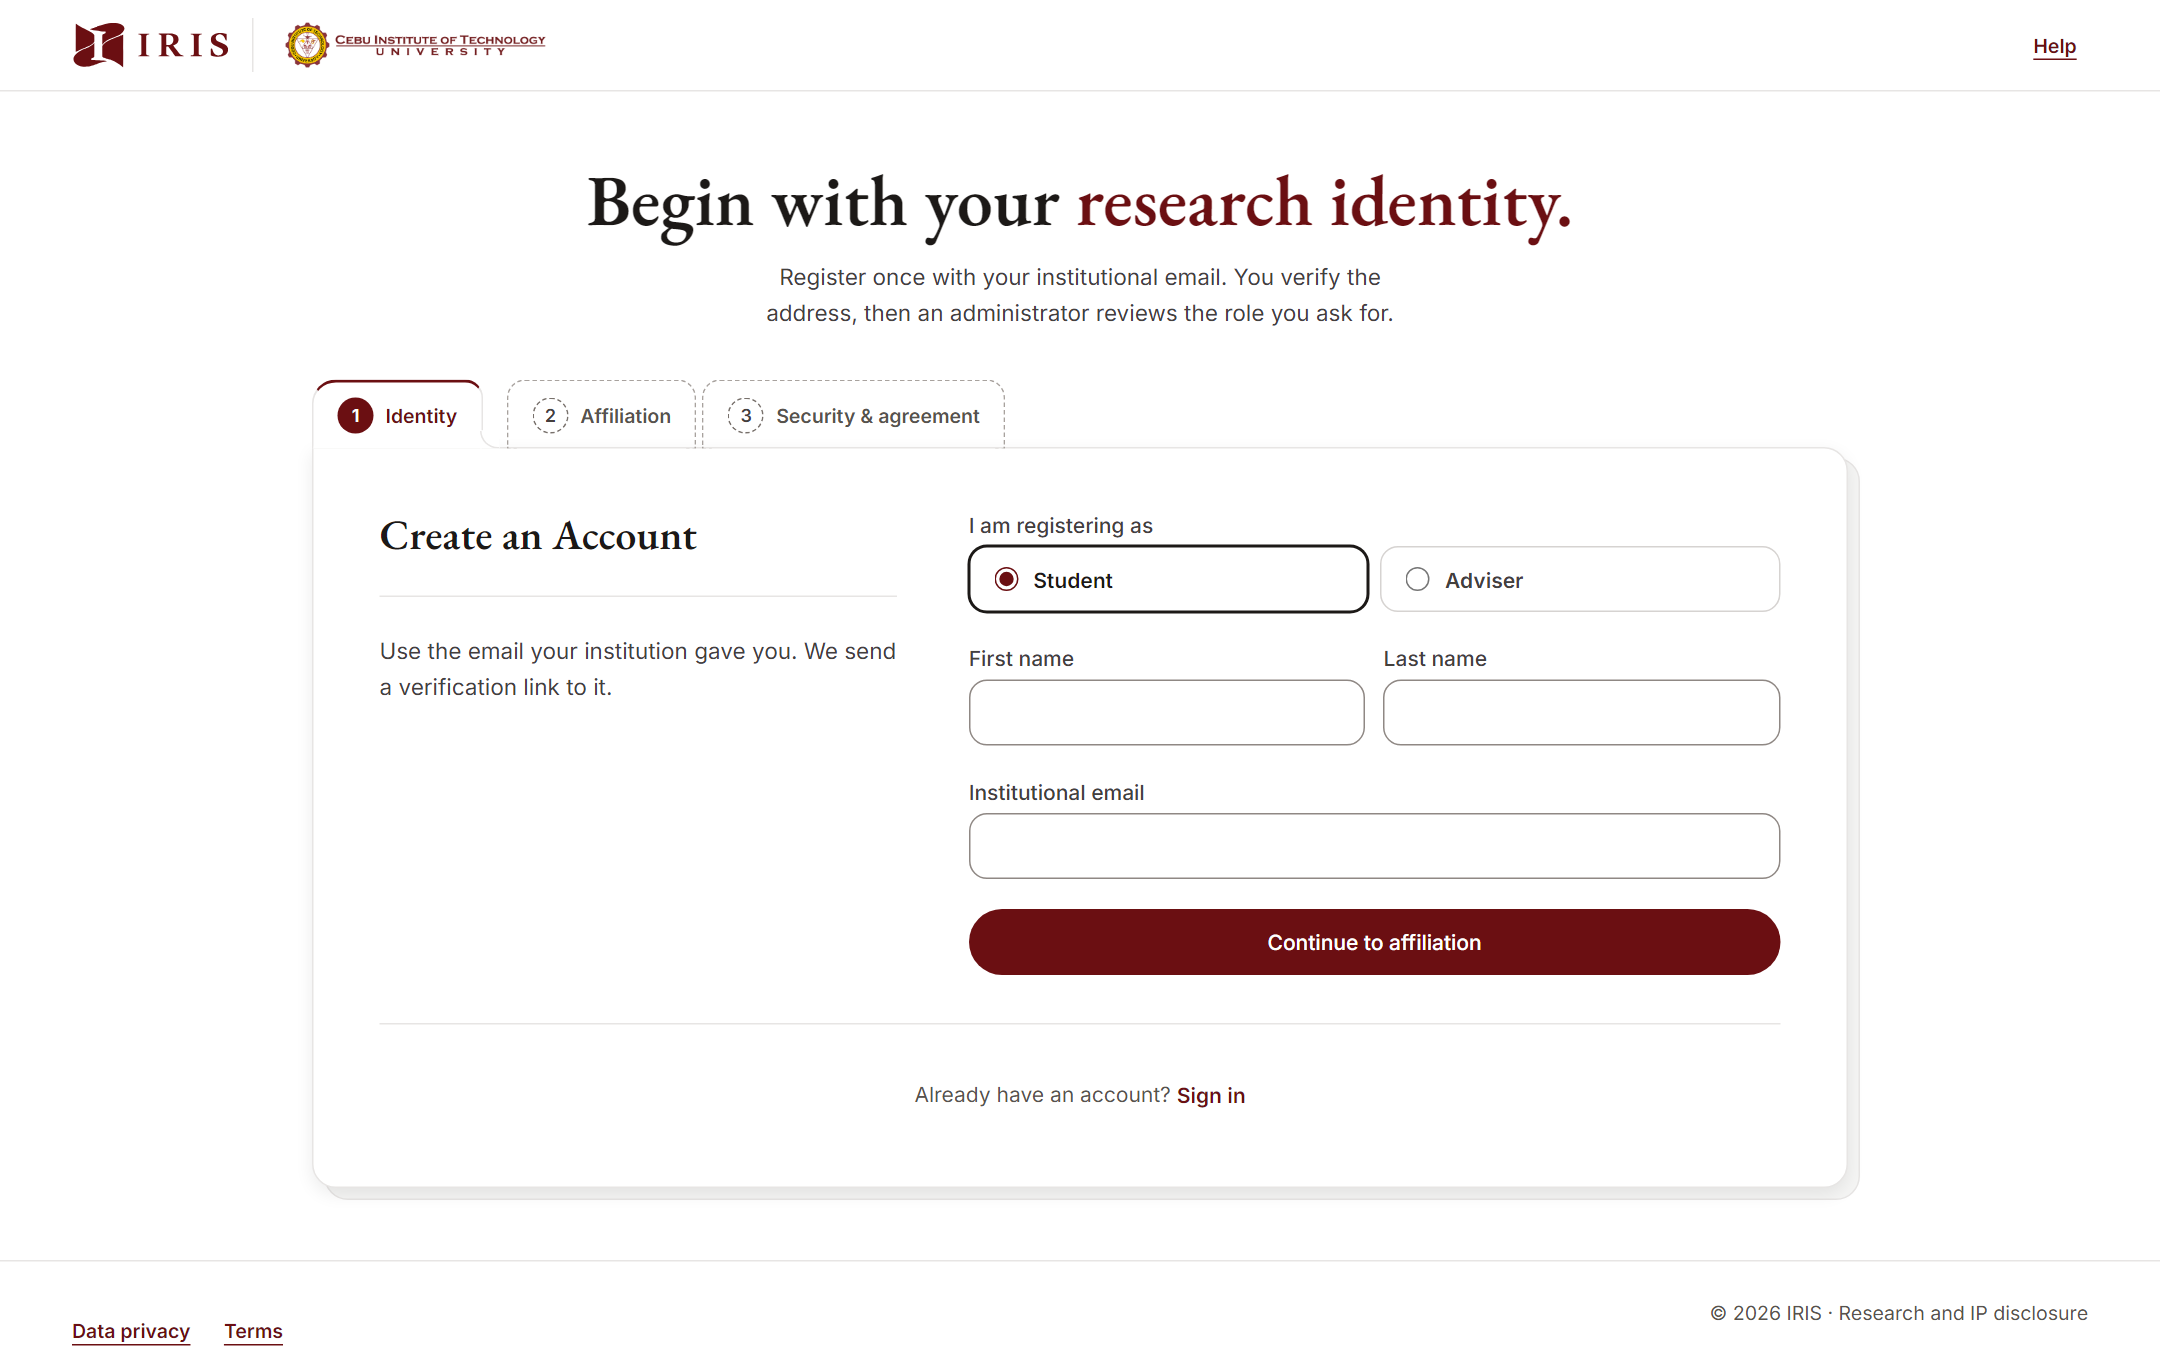 IRIS
CEBU INSTITUTE OF TECHNOLOGY
UNIVERSITY
Help
Begin with your research identity.
Register once with your institutional email. You verify the
address, then an administrator reviews the role you ask for.
1 Identity
2 Affiliation
3 Security & agreement
Create an Account
Use the email your institution gave you. We send
a verification link to it.
I am registering as
Student
Adviser
First name
Last name
Institutional email
Continue to affiliation
Already have an account? Sign in
Data privacy
Terms
© 2026 IRIS · Research and IP disclosure